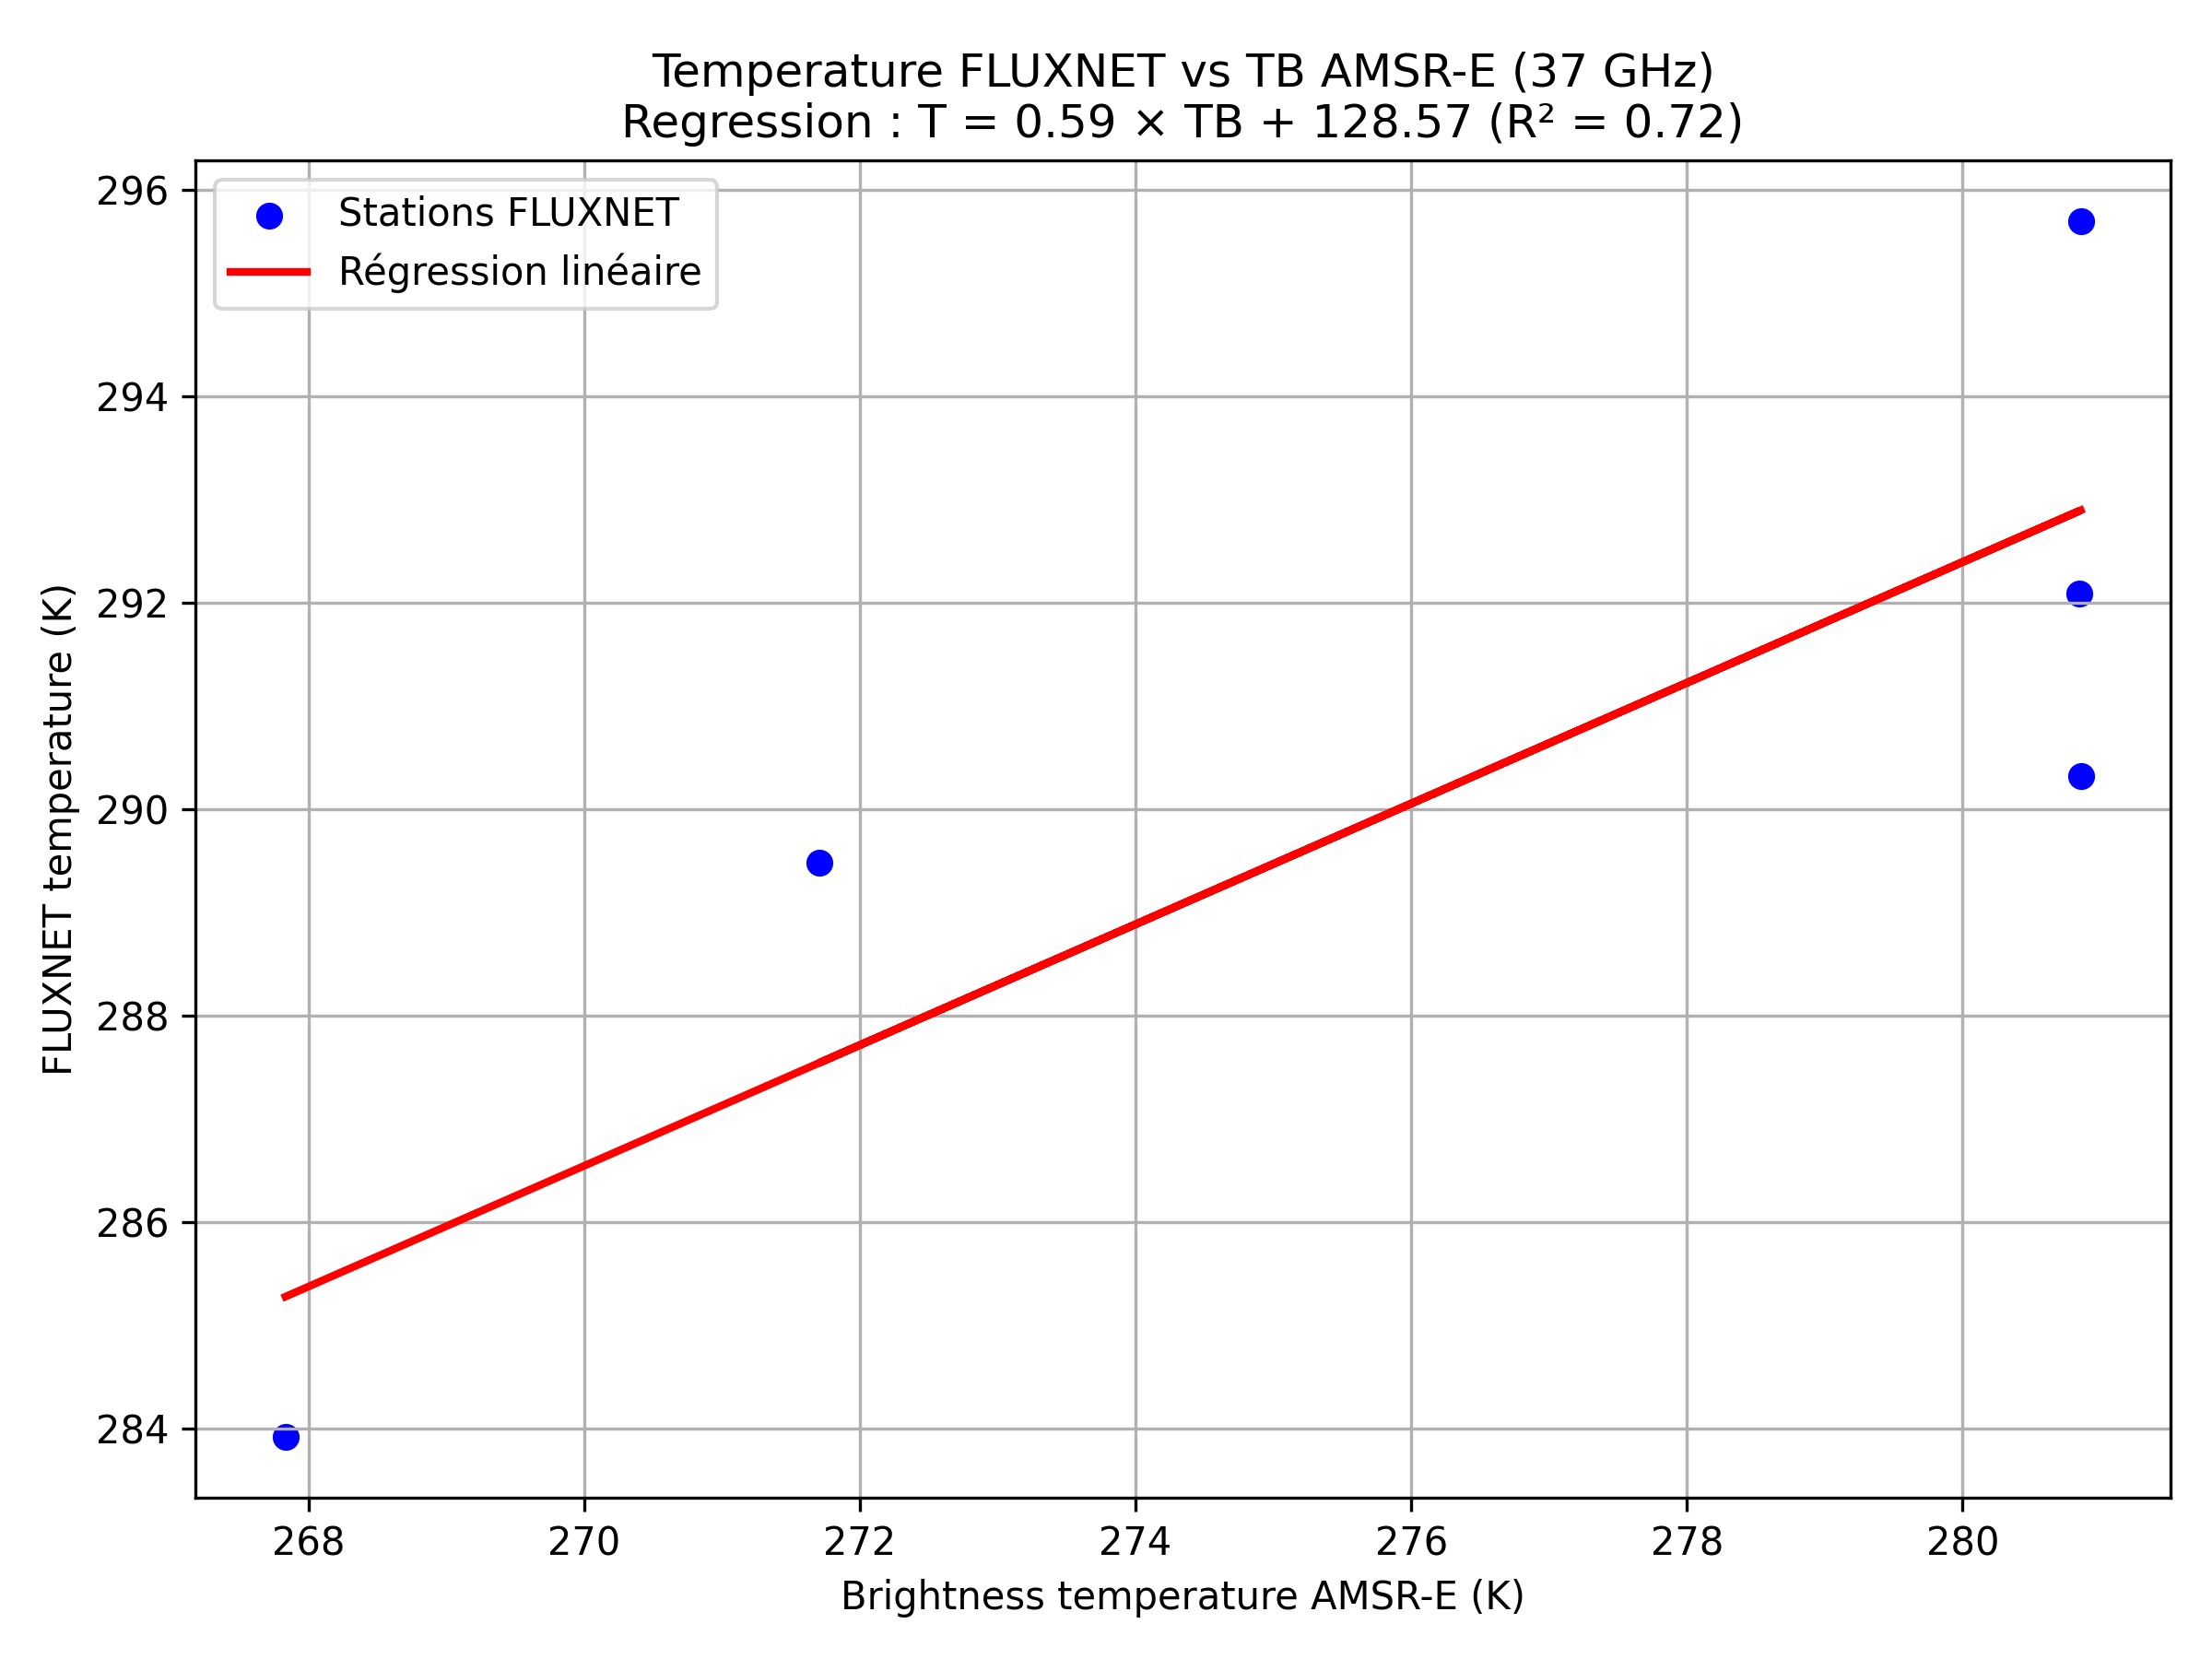 Temperature FLUXNET vs TB AMSR-E (37 GHz)
Regression : T = 0.59 × TB + 128.57 (R² = 0.72)
Stations FLUXNET
Régression linéaire
FLUXNET temperature (K)
296
294
292
290
288
286
284
268 270 272 274 276 278 280
Brightness temperature AMSR-E (K)